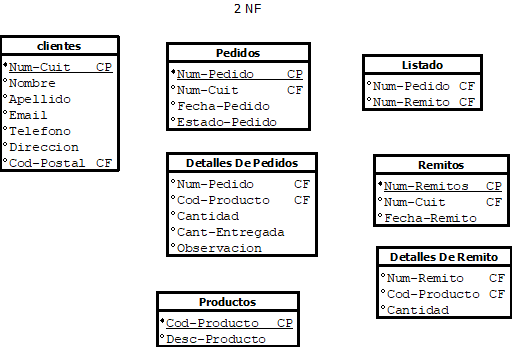 2 NF
clientes
Num-Cuit CP
Nombre
Apellido
Email
Telefono
Direccion
Cod-Postal CF
Pedidos
Num-Pedido CP
Num-Cuit CF
Fecha-Pedido
Estado-Pedido
Listado
Num-Pedido CF
Num-Remito CF
Detalles De Pedidos
Num-Pedido CF
Cod-Producto CF
Cantidad
Cant-Entregada
Observacion
Remitos
Num-Remitos CP
Num-Cuit CF
Fecha-Remito
Detalles De Remito
Num-Remito CF
Cod-Producto CF
Cantidad
Productos
Cod-Producto CP
Desc-Producto